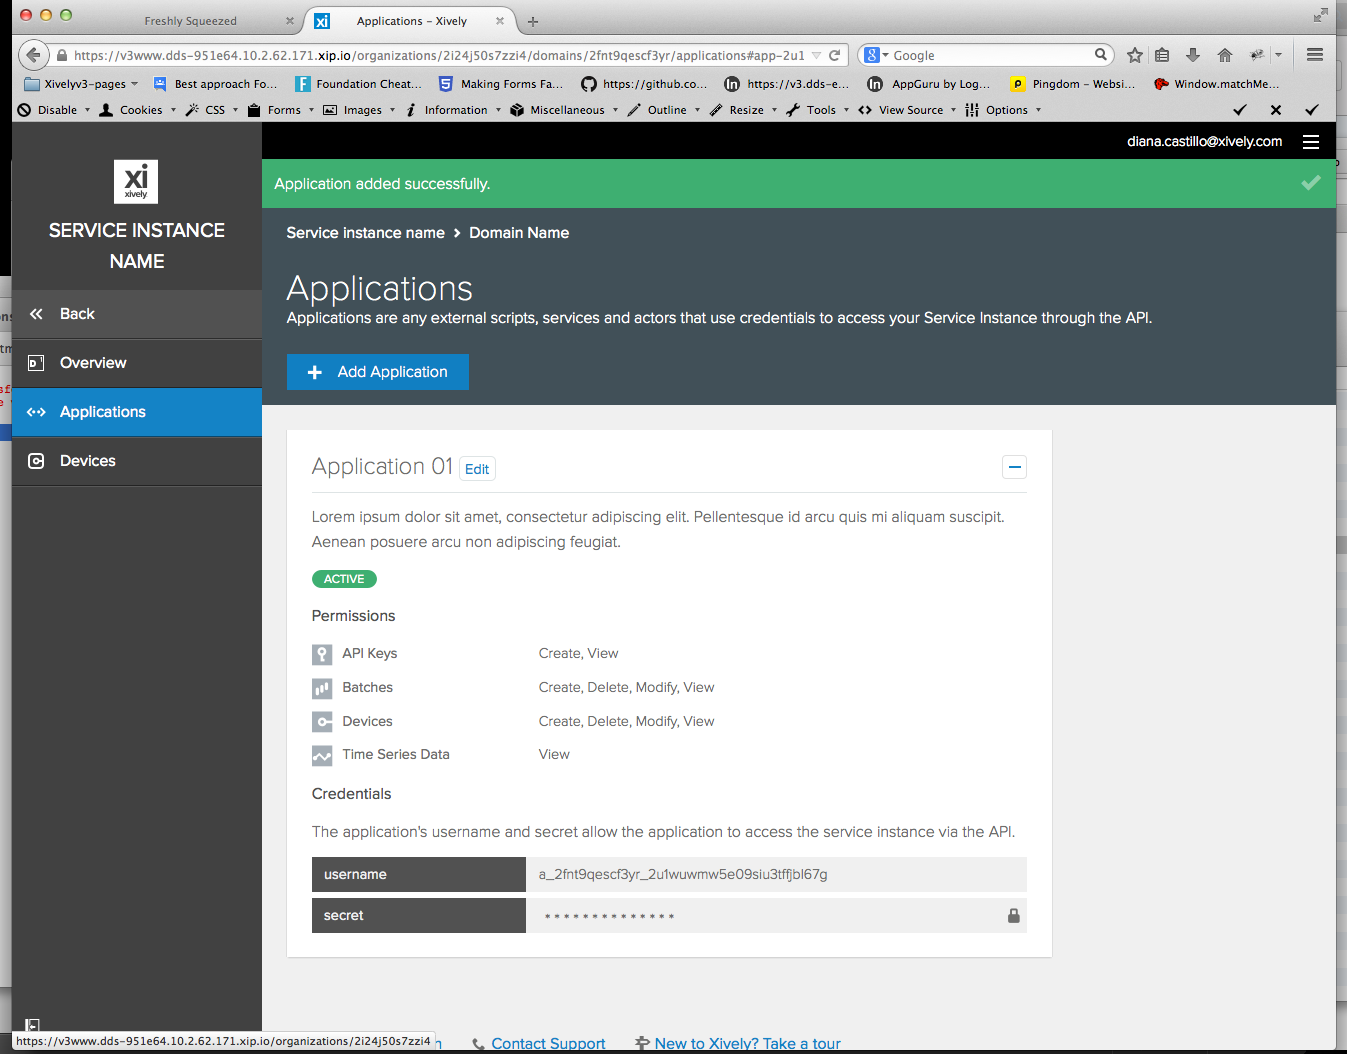 Freshly Squeezed
xi Applications – Xively
https://v3www.dds-951e64.10.2.62.171.xip.io/organizations/2i24j50s7zzi4/domains/2fnt9qescf3yr/applications#app-2u1
Google
Xivelyv3-pages
Best approach Fo...
Foundation Cheat...
Making Forms Fa...
https://github.co...
https://v3.dds-e...
AppGuru by Log...
Pingdom – Websi...
Window.matchMe...
Disable Cookies CSS Forms Images Information Miscellaneous Outline Resize Tools View Source Options
diana.castillo@xively.com
xi
xively
SERVICE INSTANCE
NAME
Back
Overview
Applications
Devices
Application added successfully.
Service instance name > Domain Name
Applications
Applications are any external scripts, services and actors that use credentials to access your Service Instance through the API.
+ Add Application
Application 01 Edit
Lorem ipsum dolor sit amet, consectetur adipiscing elit. Pellentesque id arcu quis mi aliquam suscipit.
Aenean posuere arcu non adipiscing feugiat.
ACTIVE
Permissions
API Keys Create, View
Batches Create, Delete, Modify, View
Devices Create, Delete, Modify, View
Time Series Data View
Credentials
The application's username and secret allow the application to access the service instance via the API.
username a_2fnt9qescf3yr_2u1wuwmw5e09siu3tffjbl67g
secret **************
https://v3www.dds-951e64.10.2.62.171.xip.io/organizations/2i24j50s7zzi4
Contact Support
New to Xively? Take a tour